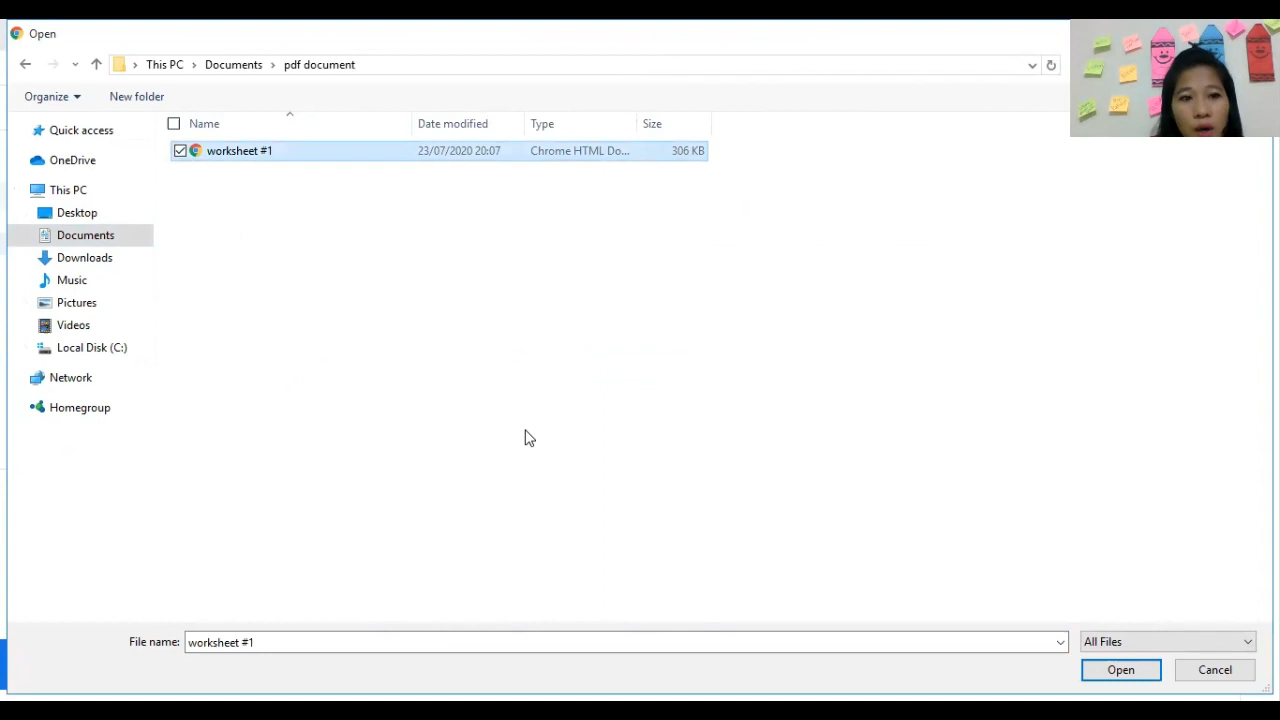 Open
This PC Documents pdf document
Organize New folder
Name Date modified Type Size
worksheet #1 23/07/2020 20:07 Chrome HTML Do... 306 KB
Quick access
OneDrive
This PC
Desktop
Documents
Downloads
Music
Pictures
Videos
Local Disk (C:)
Network
Homegroup
File name: worksheet #1 All Files
Open Cancel